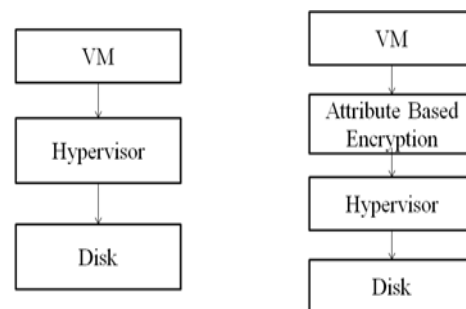 VM
Hypervisor
Disk
VM
Attribute Based
Encryption
Hypervisor
Disk